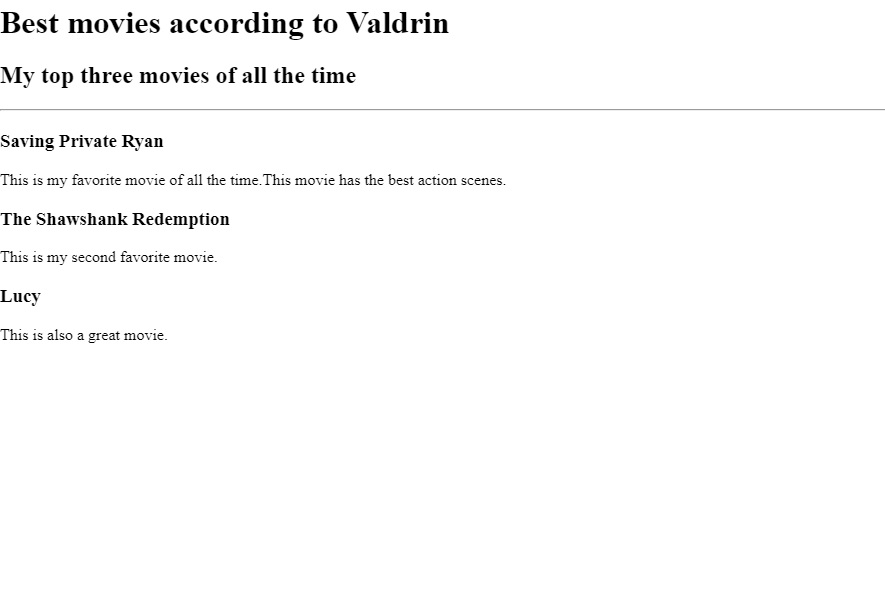 Best movies according to Valdrin
My top three movies of all the time
Saving Private Ryan
This is my favorite movie of all the time.This movie has the best action scenes.
The Shawshank Redemption
This is my second favorite movie.
Lucy
This is also a great movie.